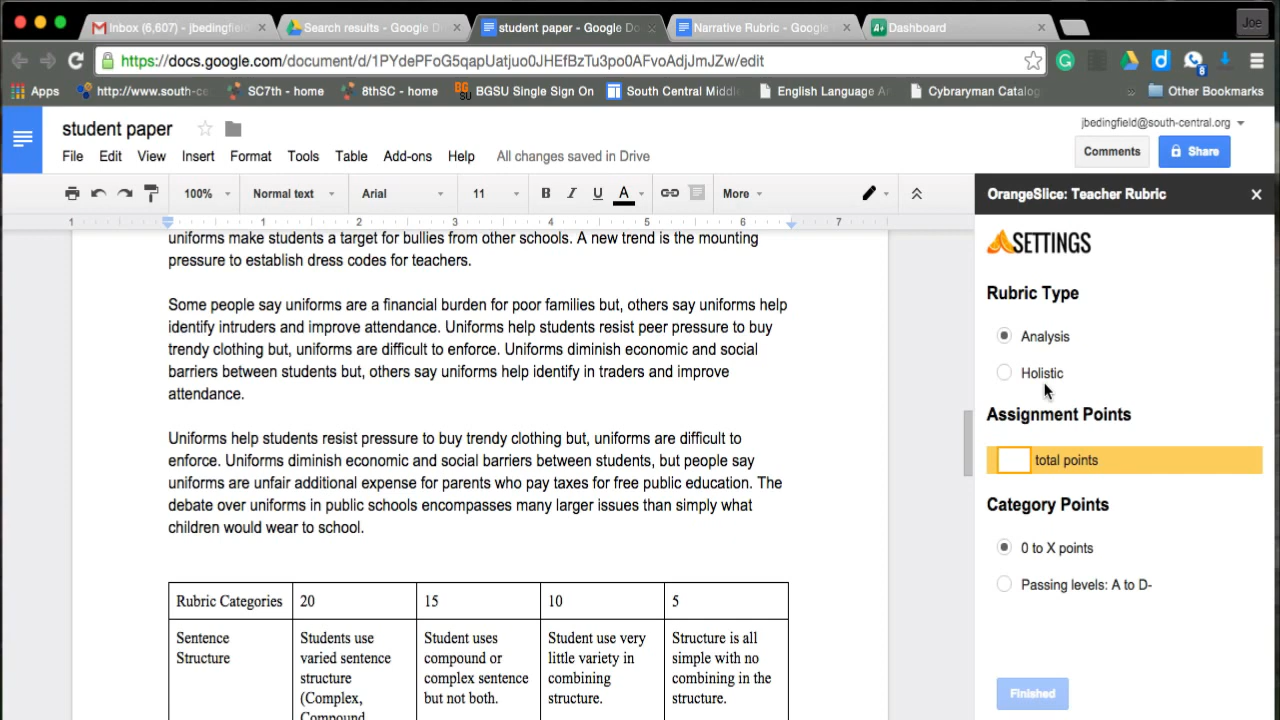 Inbox (6,607) - jbedingfiel
Search results - Google D
student paper - Google Do
Narrative Rubric - Google
A+ Dashboard
Joe
https://docs.google.com/document/d/1PYdePFoG5qapUatjuo0JHEfBzTu3po0AFvoAdjJmJZw/edit
8
Apps
http://www.south-ce
SC7th - home
8thSC - home
BGSU Single Sign On
South Central Middl
English Language Ar
Cybraryman Catalog
»
Other Bookmarks
student paper
jbedingfield@south-central.org
File Edit View Insert Format Tools Table Add-ons Help All changes saved in Drive
Comments
Share
100% Normal text Arial 11 B I U A More
1 1 2 3 4 5 6 7
uniforms make students a target for bullies from other schools. A new trend is the mounting
pressure to establish dress codes for teachers.
Some people say uniforms are a financial burden for poor families but, others say uniforms help
identify intruders and improve attendance. Uniforms help students resist peer pressure to buy
trendy clothing but, uniforms are difficult to enforce. Uniforms diminish economic and social
barriers between students but, others say uniforms help identify in traders and improve
attendance.
Uniforms help students resist pressure to buy trendy clothing but, uniforms are difficult to
enforce. Uniforms diminish economic and social barriers between students, but people say
uniforms are unfair additional expense for parents who pay taxes for free public education. The
debate over uniforms in public schools encompasses many larger issues than simply what
children would wear to school.
Rubric Categories 20 15 10 5
Sentence Structure
Students use varied sentence structure (Complex, Compound
Student uses compound or complex sentence but not both.
Student use very little variety in combining structure.
Structure is all simple with no combining in the structure.
OrangeSlice: Teacher Rubric
SETTINGS
Rubric Type
Analysis
Holistic
Assignment Points
total points
Category Points
0 to X points
Passing levels: A to D-
Finished